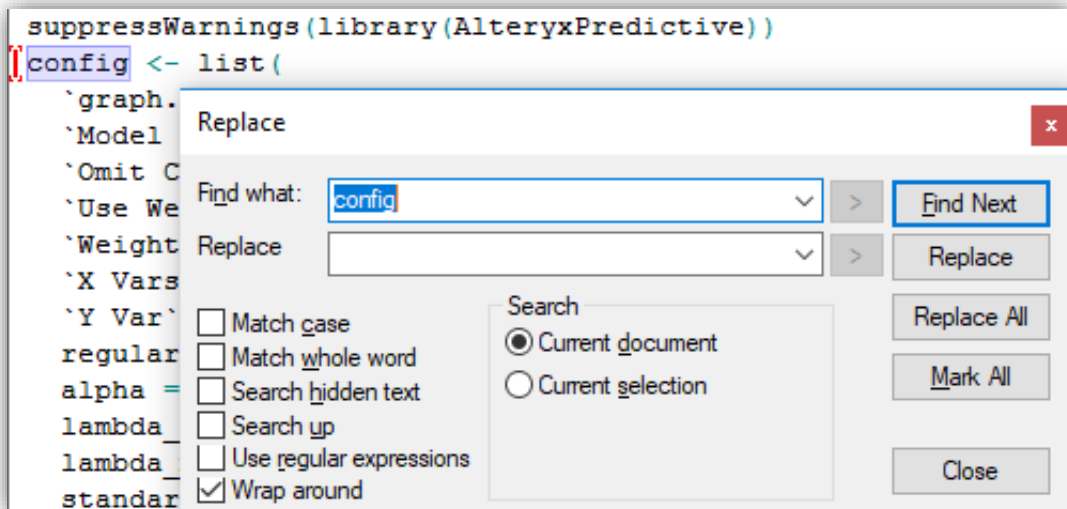 suppressWarnings(library(AlteryxPredictive))
config <- list(
`graph.
`Model
`Omit C
`Use We
`Weight
`X Vars
`Y Var`
regular
alpha =
lambda_
lambda_
standar
Replace
x
Find what:
config
>
Find Next
Replace
>
Replace
Match case
Match whole word
Search hidden text
Search up
Use regular expressions
Wrap around
Search
Current document
Current selection
Replace All
Mark All
Close